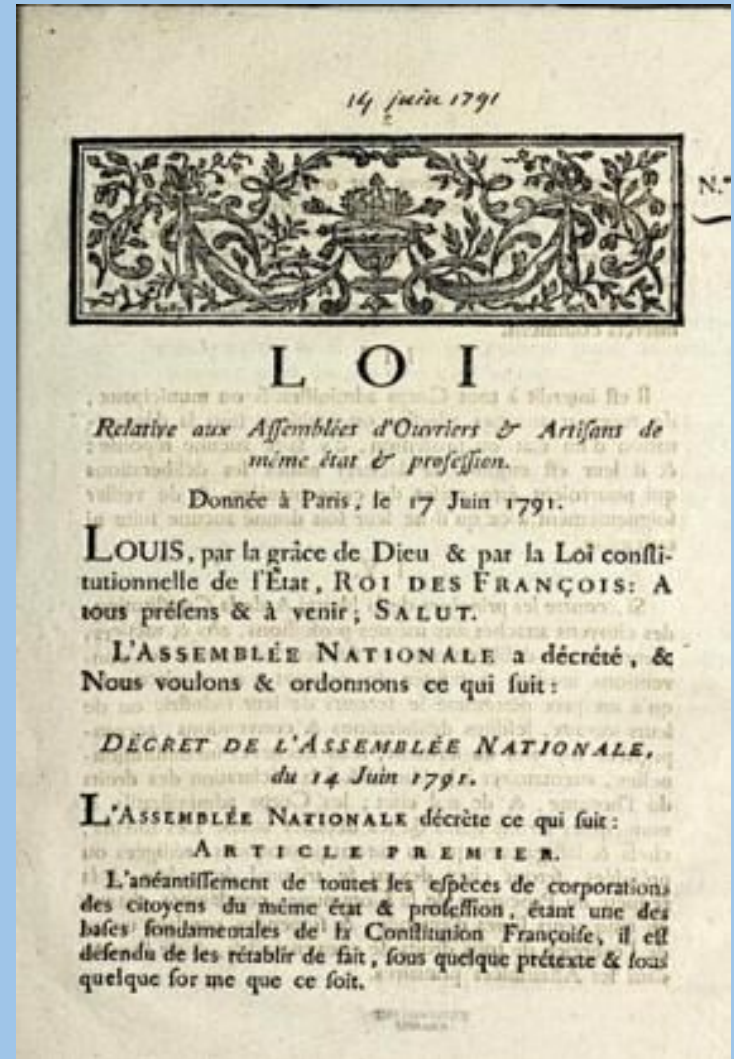 14 juin 1791
N.°
LOI
Relative aux Aſſemblées d'Ouvriers & Artiſans de
même état & profeſſion.
Donnée à Paris, le 17 Juin 1791.
LOUIS, par la grâce de Dieu & par la Loi conſti-
tutionnelle de l'État, ROI DES FRANÇOIS: A
tous préſens & à venir; SALUT.
L'ASSEMBLÉE NATIONALE a décrété, &
Nous voulons & ordonnons ce qui ſuit:
DÉCRET DE L'ASSEMBLÉE NATIONALE,
du 14 Juin 1791.
L'ASSEMBLÉE NATIONALE décrète ce qui ſuit:
ARTICLE PREMIER.
L'anéantiſſement de toutes les eſpèces de corporations
des citoyens du même état & profeſſion, étant une des
baſes fondamentales de la Conſtitution Françoiſe, il eſt
défendu de les rétablir de fait, ſous quelque prétexte & ſous
quelque for me que ce ſoit.